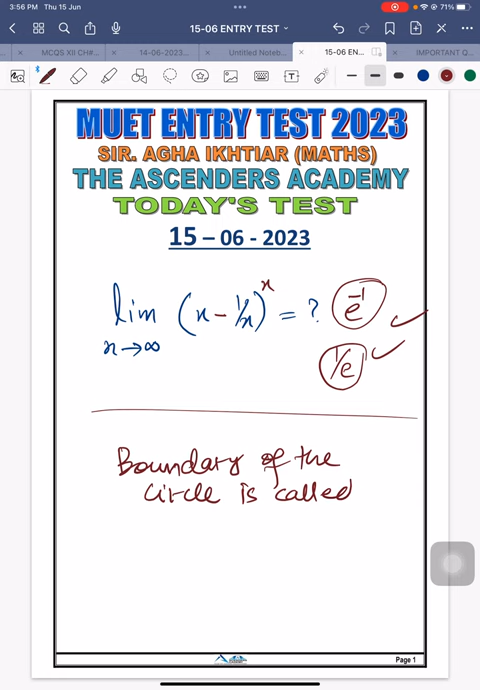 3:56 PM Thu 15 Jun
71%
15-06 ENTRY TEST
MCQS XII CH#...
14-06-2023...
Untitled Noteb...
15-06 EN...
IMPORTANT Q...
MUET ENTRY TEST 2023
SIR. AGHA IKHTIAR (MATHS)
THE ASCENDERS ACADEMY
TODAY'S TEST
15 – 06 - 2023
lim x→∞ (x - 1/x)^x = ? e^-1
1/e
Boundary of the
circle is called
Page 1